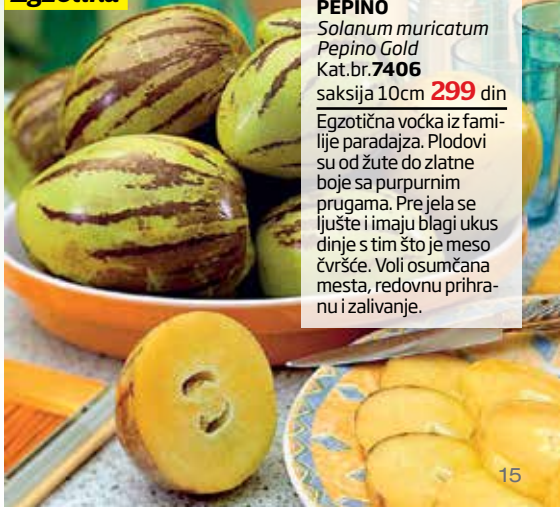 Egzotika
PEPINO
Solanum muricatum
Pepino Gold
Kat.br.7406
saksija 10cm 299 din
Egzotična voćka iz fami-
lije paradajza. Plodovi
su od žute do zlatne
boje sa purpurnim
prugama. Pre jela se
ljušte i imaju blagi ukus
dinje s tim što je meso
čvršće. Voli osumčana
mesta, redovnu prihra-
nu i zalivanje.
15